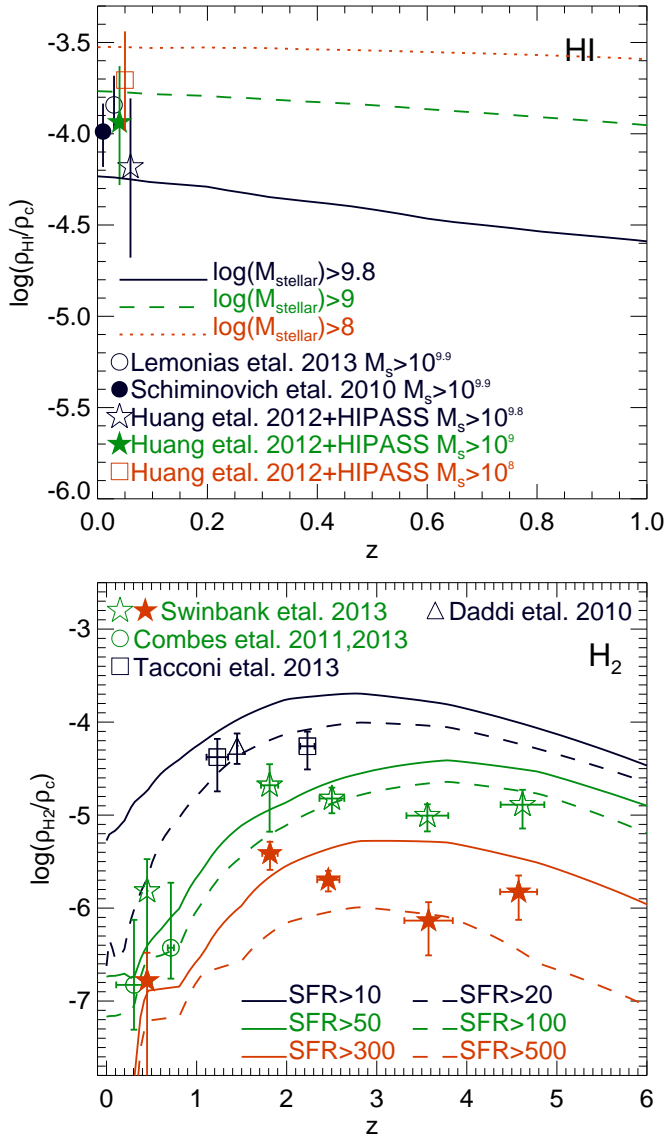 HI
-3.5
-4.0
-4.5
-5.0
-5.5
-6.0
log(ρHI/ρc)
log(Mstellar)>9.8
log(Mstellar)>9
log(Mstellar)>8
Lemonias etal. 2013 Ms>10^9.9
Schiminovich etal. 2010 Ms>10^9.9
Huang etal. 2012+HIPASS Ms>10^9.8
Huang etal. 2012+HIPASS Ms>10^9
Huang etal. 2012+HIPASS Ms>10^8
0.0 0.2 0.4 0.6 0.8 1.0
z
Swinbank etal. 2013 Daddi etal. 2010
Combes etal. 2011,2013
Tacconi etal. 2013
H2
-3
-4
-5
-6
-7
log(ρH2/ρc)
SFR>10 SFR>20
SFR>50 SFR>100
SFR>300 SFR>500
0 1 2 3 4 5 6
z